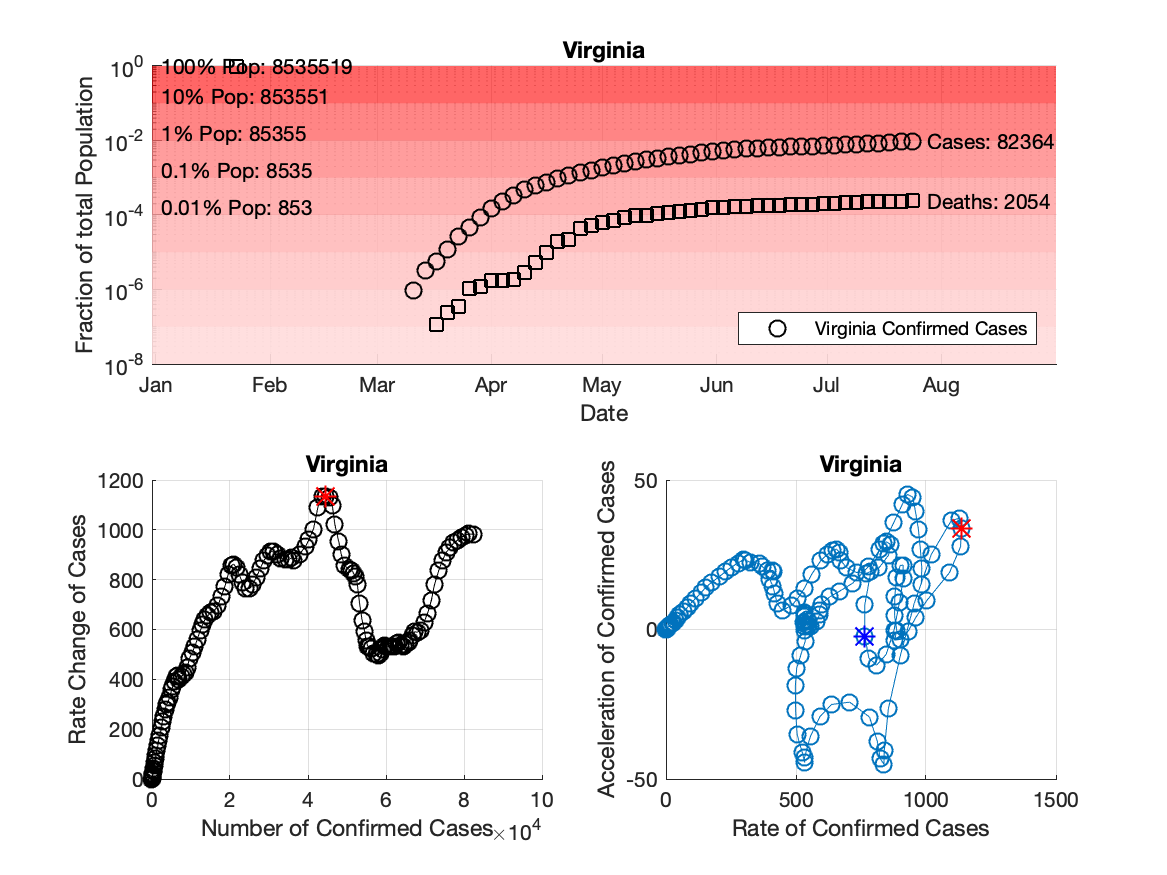 Virginia
10^0
100% Pop: 8535519
10% Pop: 853551
10^-2
1% Pop: 85355
Cases: 82364
0.1% Pop: 8535
10^-4
0.01% Pop: 853
Deaths: 2054
10^-6
Virginia Confirmed Cases
10^-8
Fraction of total Population
Jan Feb Mar Apr May Jun Jul Aug
Date
Virginia
1200
1000
800
600
400
200
0
Rate Change of Cases
0 2 4 6 8 10
Number of Confirmed Cases ×10^4
Virginia
50
0
-50
Acceleration of Confirmed Cases
0 500 1000 1500
Rate of Confirmed Cases